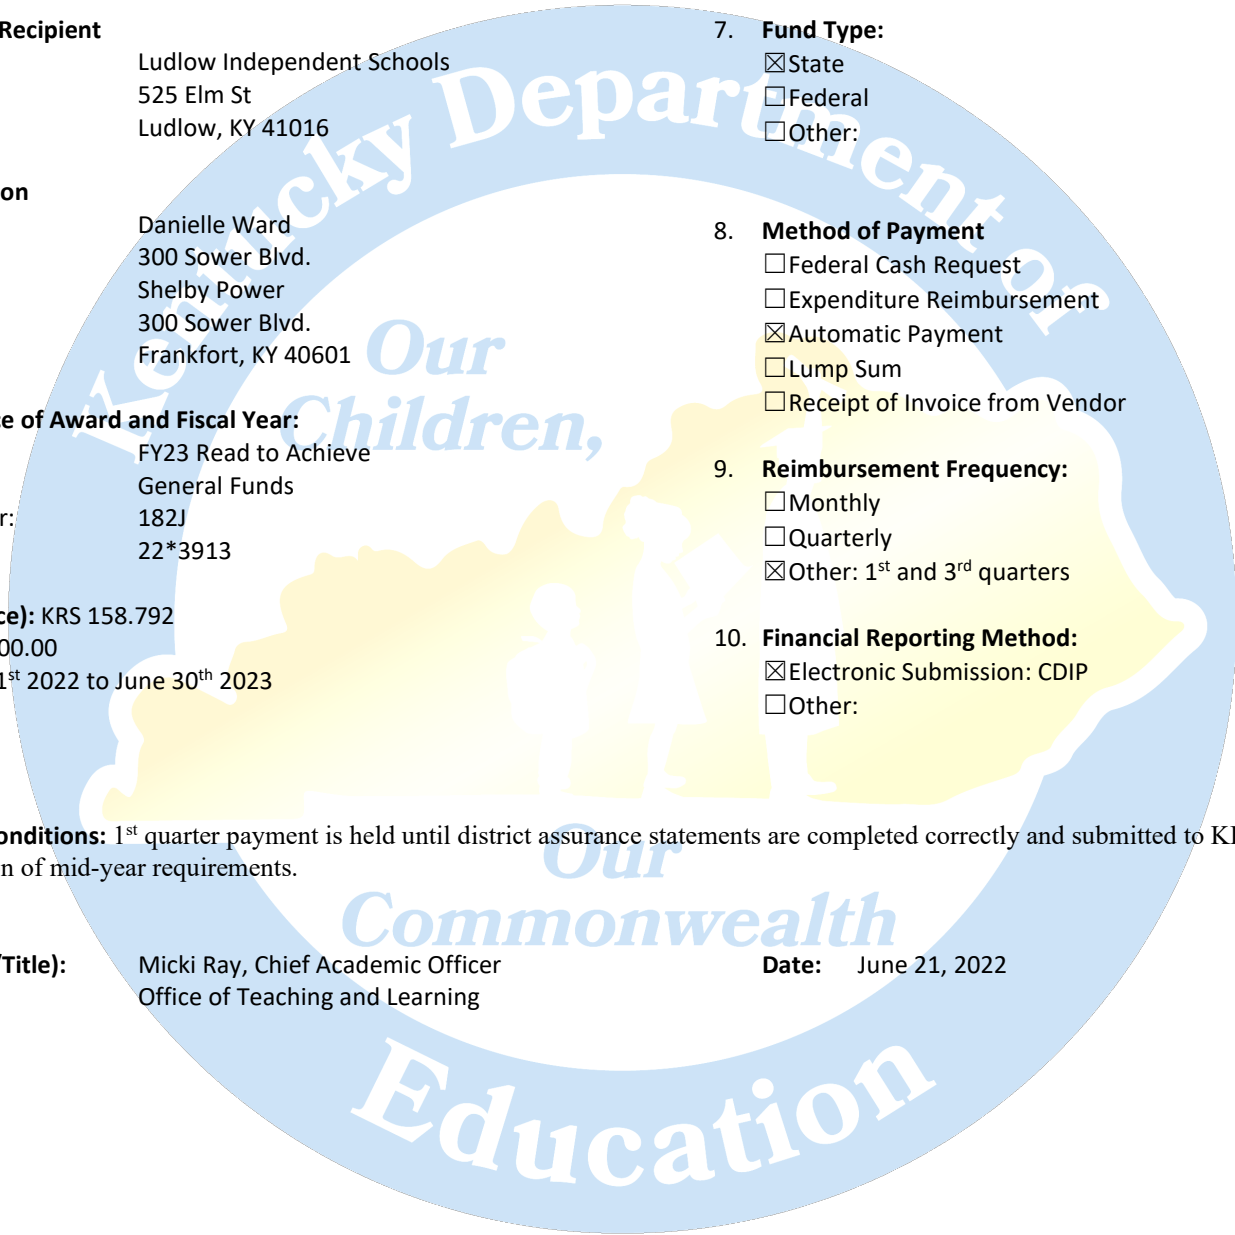 Recipient
Ludlow Independent Schools
525 Elm St
Ludlow, KY 41016
on
Danielle Ward
300 Sower Blvd.
Shelby Power
300 Sower Blvd.
Frankfort, KY 40601
ce of Award and Fiscal Year:
FY23 Read to Achieve
General Funds
r: 182J
22*3913
ce): KRS 158.792
00.00
1st 2022 to June 30th 2023
7. Fund Type:
☒State
☐Federal
☐Other:
8. Method of Payment
☐Federal Cash Request
☐Expenditure Reimbursement
☒Automatic Payment
☐Lump Sum
☐Receipt of Invoice from Vendor
9. Reimbursement Frequency:
☐Monthly
☐Quarterly
☒Other: 1st and 3rd quarters
10. Financial Reporting Method:
☒Electronic Submission: CDIP
☐Other:
onditions: 1st quarter payment is held until district assurance statements are completed correctly and submitted to K
n of mid-year requirements.
/Title): Micki Ray, Chief Academic Officer Date: June 21, 2022
Office of Teaching and Learning
Kentucky Department of
Education
Our
Children,
Our
Commonwealth